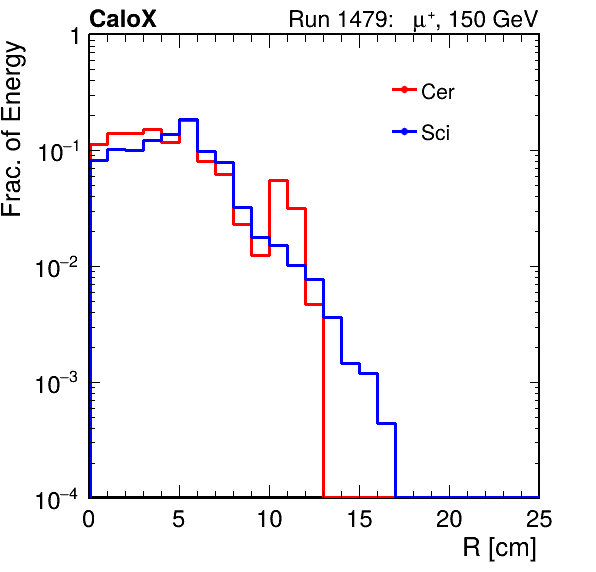 CaloX Run 1479: μ⁺, 150 GeV
Frac. of Energy
1
10⁻¹
10⁻²
10⁻³
10⁻⁴
Cer
Sci
0 5 10 15 20 25
R [cm]